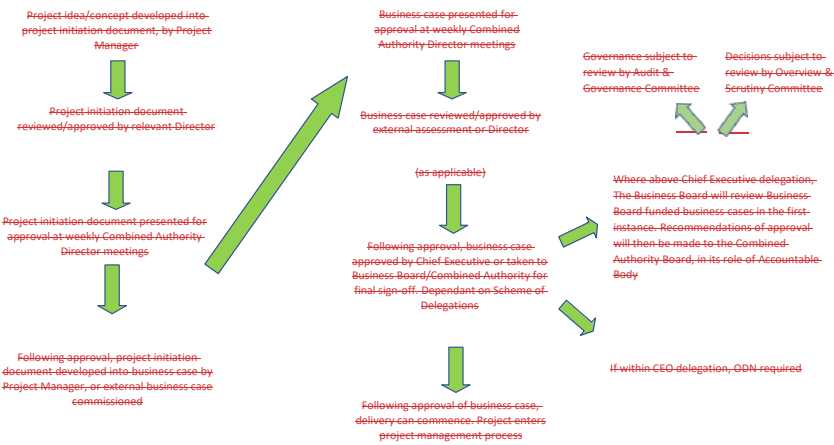 Project idea/concept developed into
project initiation document, by Project
Manager
Project initiation document
reviewed/approved by relevant Director
Project initiation document presented for
approval at weekly Combined Authority
Director meetings
Following approval, project initiation
document developed into business case by
Project Manager, or external business case
commissioned
Business case presented for
approval at weekly Combined
Authority Director meetings
Business case reviewed/approved by
external assessment or Director
(as applicable)
Following approval, business case
approved by Chief Executive or taken to
Business Board/Combined Authority for
final sign-off. Dependant on Scheme of
Delegations
Following approval of business case,
delivery can commence. Project enters
project management process
Governance subject to
review by Audit &
Governance Committee
Decisions subject to
review by Overview &
Scrutiny Committee
Where above Chief Executive delegation,
The Business Board will review Business
Board funded business cases in the first
instance. Recommendations of approval
will then be made to the Combined
Authority Board, in its role of Accountable
Body
If within CEO delegation, ODN required